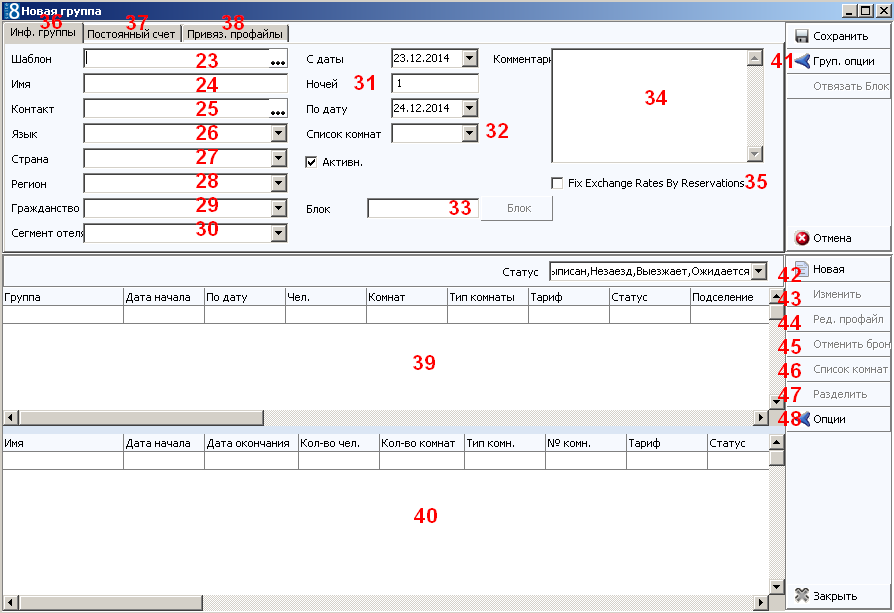 8 Новая группа
36 37 38
Инф. группы Постоянный счет Привяз. профайлы
Шаблон 23 ... С даты 23.12.2014 Комментари 34 Сохранить
Имя 24 Ночей 31 1 41 Груп. опции
Контакт 25 ... По дату 24.12.2014 Отвязать Блок
Язык 26 Список комнат 32
Страна 27 Активн.
Регион 28 Fix Exchange Rates By Reservations 35
Гражданство 29 Блок 33 Блок
Сегмент отеля 30 Отмена
Статус ыписан,Незаезд,Выезжает,Ожидается 42 Новая
Группа Дата начала По дату Чел. Комнат Тип комнаты Тариф Статус Подселение 43 Изменить
44 Ред. профайл
39 45 Отменить брон
46 Список комнат
47 Разделить
48 Опции
Имя Дата начала Дата окончания Кол-во чел. Кол-во комнат Тип комн. № комн. Тариф Статус
40
Закрыть